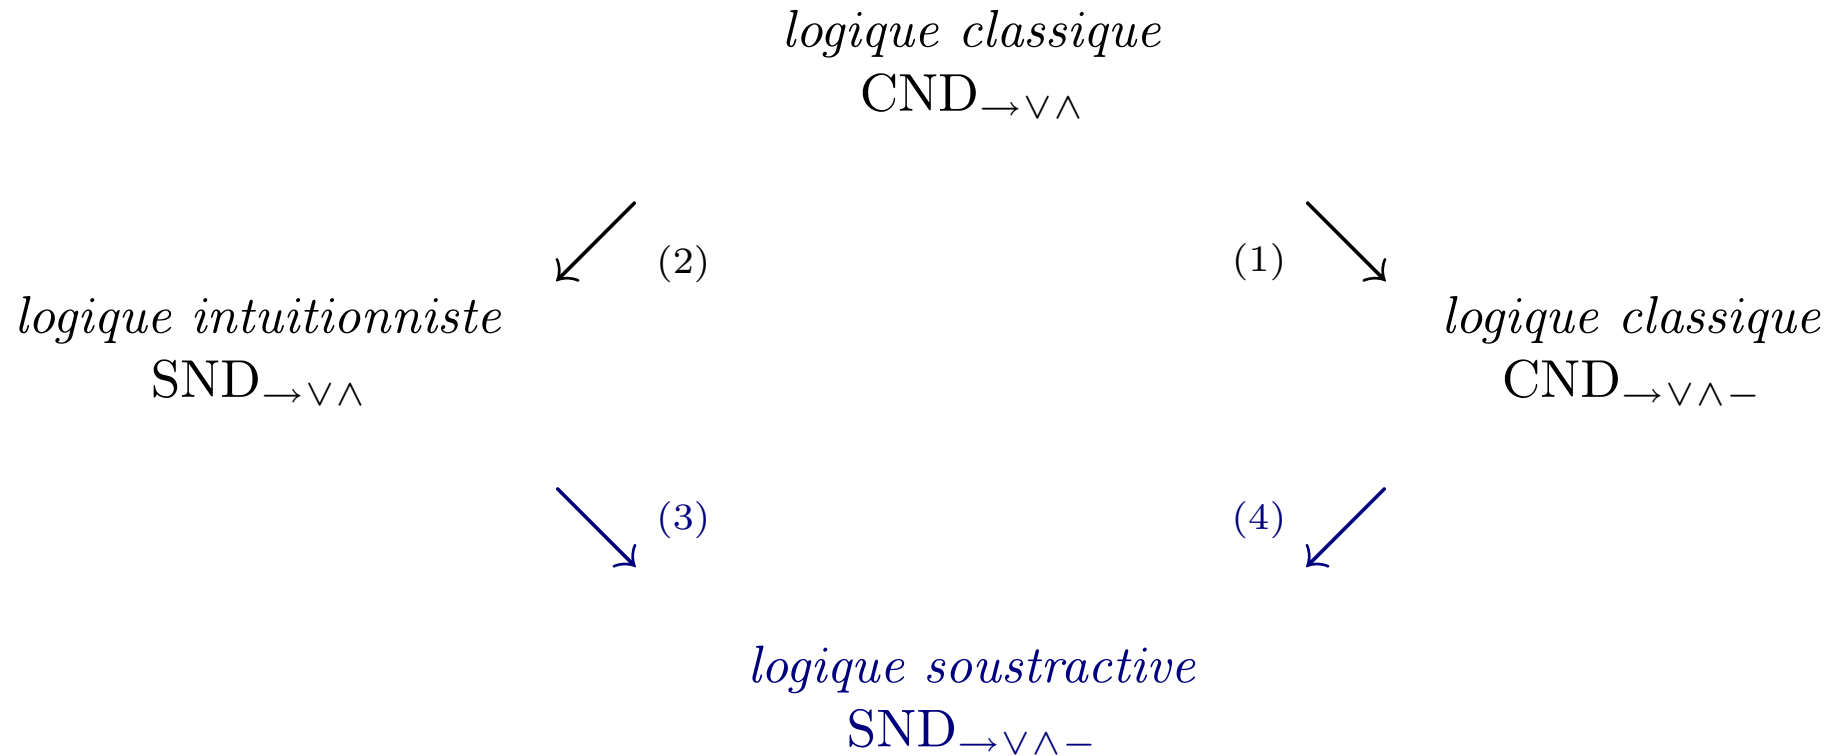 logique classique
CND→∨∧
(2)
(1)
logique intuitionniste
SND→∨∧
logique classique
CND→∨∧−
(3)
(4)
logique soustractive
SND→∨∧−